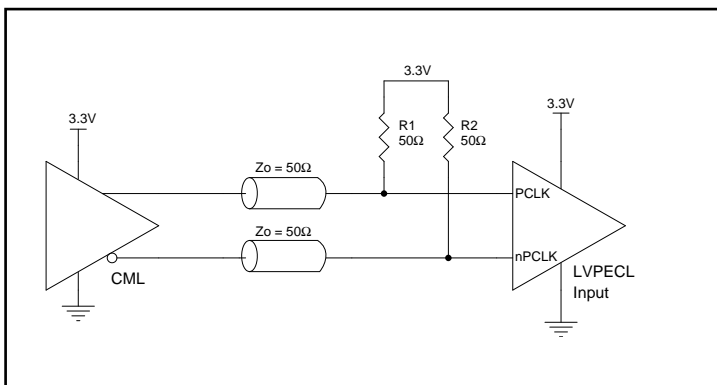 3.3V
3.3V
3.3V
R1
50Ω
R2
50Ω
Zo = 50Ω
PCLK
Zo = 50Ω
nPCLK
CML
LVPECL
Input